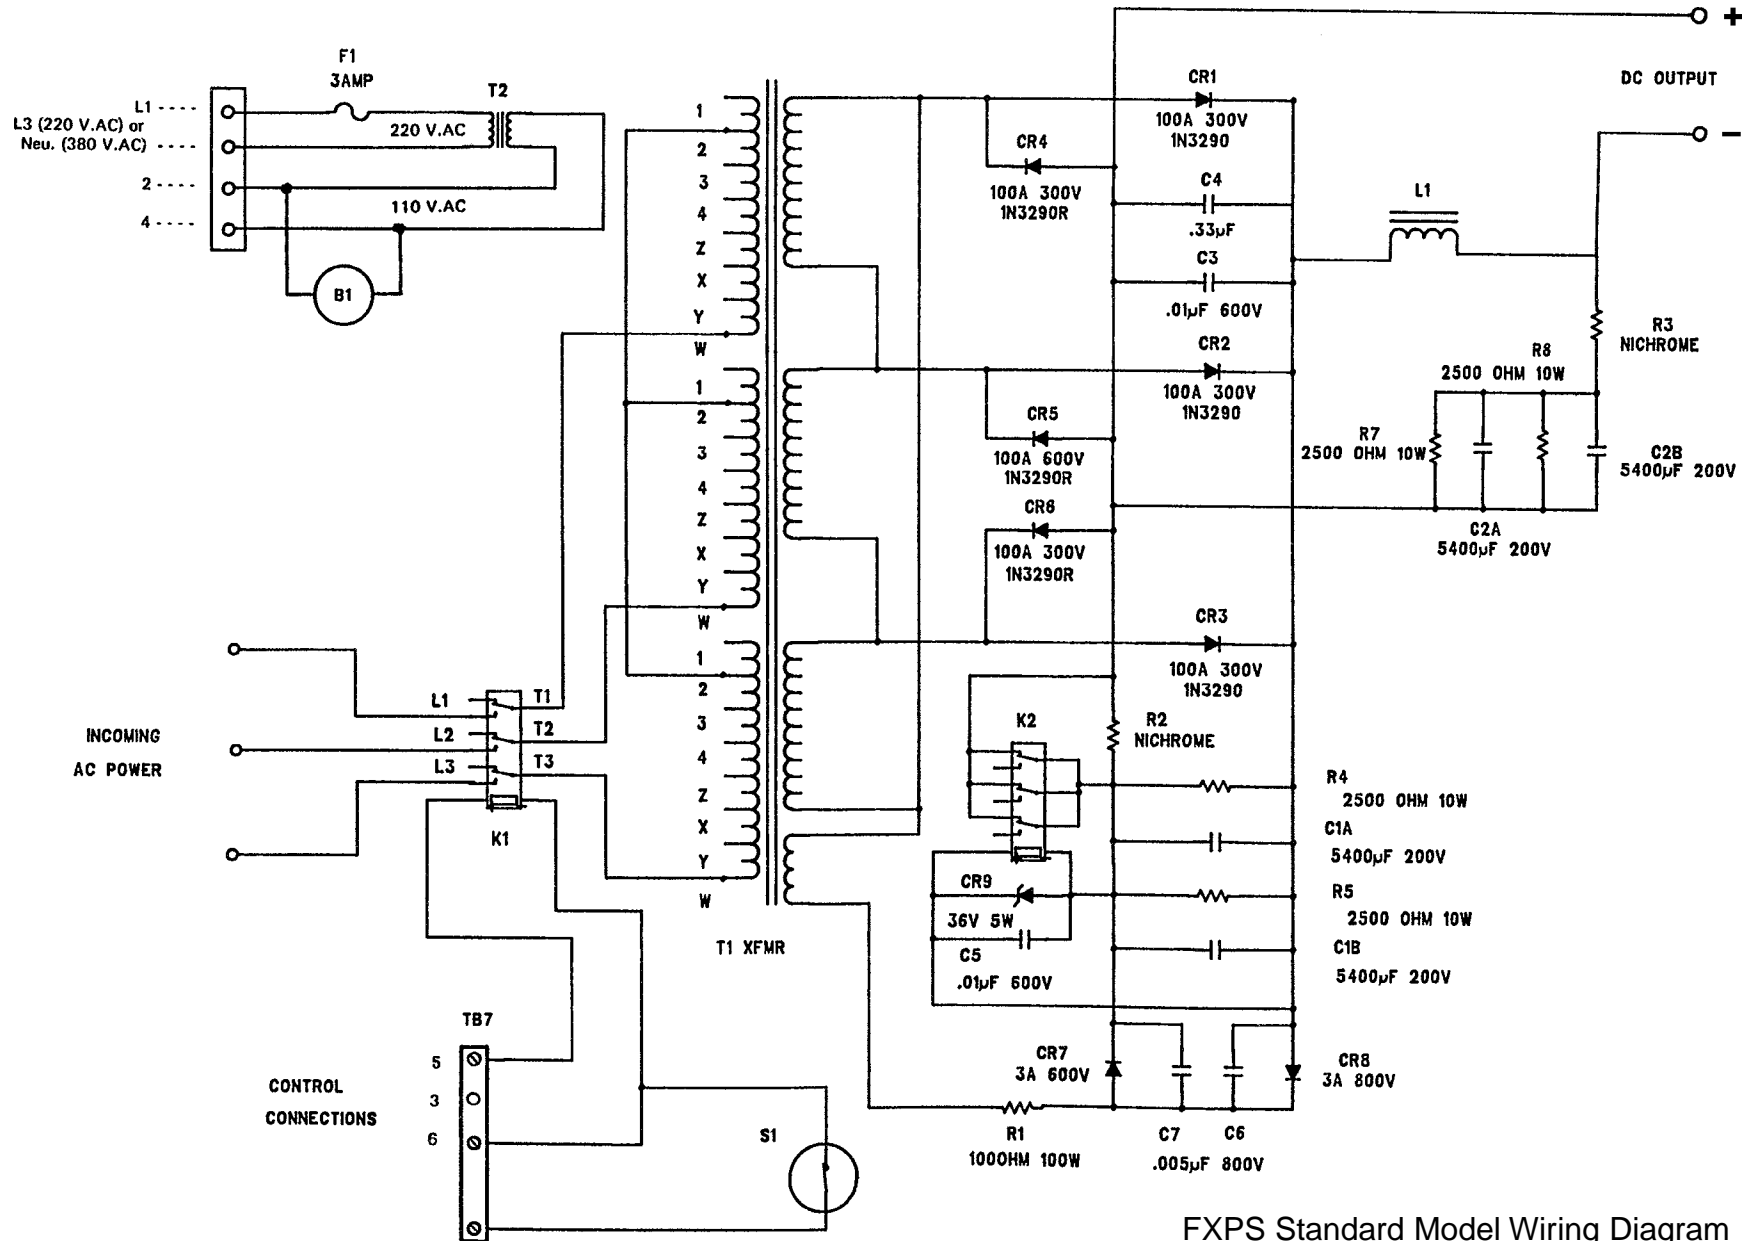 +
DC OUTPUT
−
F1
3AMP
T2
L1 ----
220 V.AC
L3 (220 V.AC) or
Neu. (380 V.AC) ----
2 ----
110 V.AC
4 ----
B1
1
2
3
4
Z
X
Y
W
1
2
3
4
Z
X
Y
W
1
2
3
4
Z
X
Y
W
T1 XFMR
CR1
100A 300V
1N3290
CR4
100A 300V
1N3290R
C4
.33µF
C3
.01µF 600V
L1
CR2
100A 300V
1N3290
CR5
100A 600V
1N3290R
CR6
100A 300V
1N3290R
R3
NICHROME
R8
2500 OHM 10W
R7
2500 OHM 10W
C2B
5400µF 200V
C2A
5400µF 200V
CR3
100A 300V
1N3290
K2
R2
NICHROME
R4
2500 OHM 10W
C1A
5400µF 200V
CR9
36V 5W
R5
2500 OHM 10W
C5
.01µF 600V
C1B
5400µF 200V
CR7
3A 600V
CR8
3A 800V
R1
100OHM 100W
C7
C6
.005µF 800V
INCOMING
AC POWER
L1
T1
L2
T2
L3
T3
K1
TB7
5
3
6
CONTROL
CONNECTIONS
S1
FXPS Standard Model Wiring Diagram